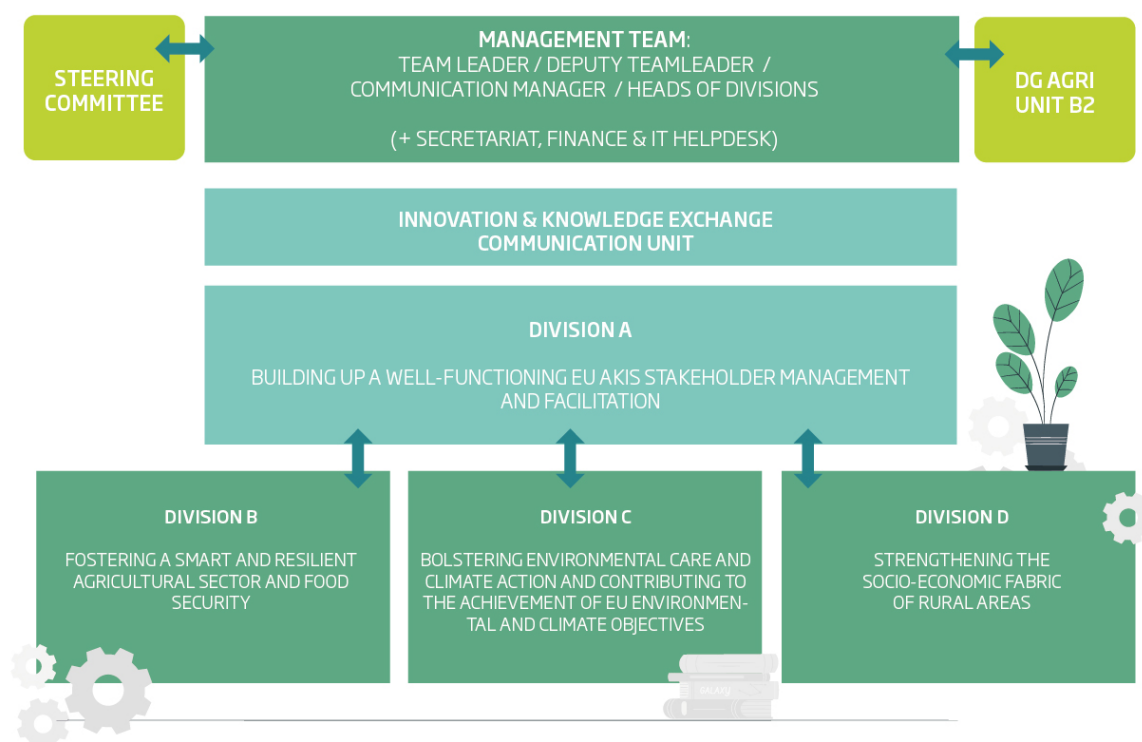 STEERING
COMMITTEE
MANAGEMENT TEAM:
TEAM LEADER / DEPUTY TEAMLEADER /
COMMUNICATION MANAGER / HEADS OF DIVISIONS
(+ SECRETARIAT, FINANCE & IT HELPDESK)
DG AGRI
UNIT B2
INNOVATION & KNOWLEDGE EXCHANGE
COMMUNICATION UNIT
DIVISION A
BUILDING UP A WELL-FUNCTIONING EU AKIS STAKEHOLDER MANAGEMENT
AND FACILITATION
DIVISION B
FOSTERING A SMART AND RESILIENT
AGRICULTURAL SECTOR AND FOOD
SECURITY
DIVISION C
BOLSTERING ENVIRONMENTAL CARE AND
CLIMATE ACTION AND CONTRIBUTING TO
THE ACHIEVEMENT OF EU ENVIRONMEN-
TAL AND CLIMATE OBJECTIVES
DIVISION D
STRENGTHENING THE
SOCIO-ECONOMIC FABRIC
OF RURAL AREAS
GALAXY